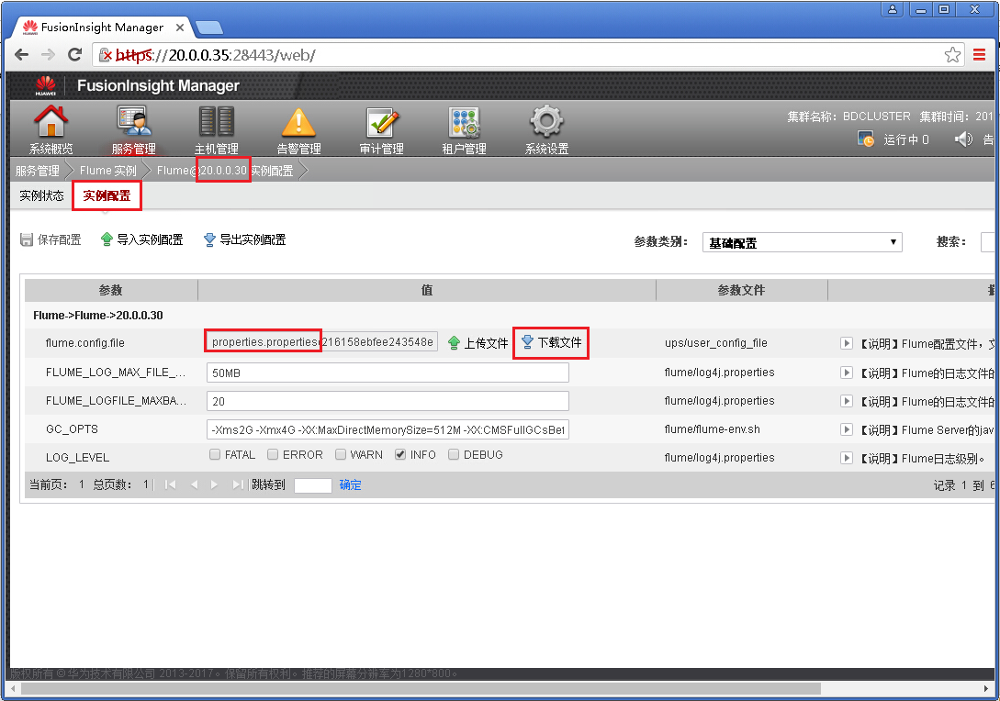 FusionInsight Manager
https://20.0.0.35:28443/web/
HUAWEI FusionInsight Manager
系统概览 服务管理 主机管理 告警管理 审计管理 租户管理 系统设置
集群名称: BDCLUSTER 集群时间: 201
运行中 0 告
服务管理 Flume 实例 Flume@20.0.0.30 实例配置
实例状态 实例配置
保存配置 导入实例配置 导出实例配置 参数类别: 基础配置 搜索:
参数 值 参数文件
Flume->Flume->20.0.0.30
flume.config.file properties.properties 216158ebfee243548e 上传文件 下载文件 ups/user_config_file 【说明】Flume配置文件，
FLUME_LOG_MAX_FILE_... 50MB flume/log4j.properties 【说明】Flume的日志文件的
FLUME_LOGFILE_MAXBA... 20 flume/log4j.properties 【说明】Flume的日志文件的
GC_OPTS -Xms2G -Xmx4G -XX:MaxDirectMemorySize=512M -XX:CMSFullGCsBef flume/flume-env.sh 【说明】Flume Server的jav
LOG_LEVEL FATAL ERROR WARN INFO DEBUG flume/log4j.properties 【说明】Flume日志级别。
当前页: 1 总页数: 1 跳转到 确定 记录 1 到 6
版权所有 © 华为技术有限公司 2013-2017。保留所有权利。推荐的屏幕分辨率为1280*800。